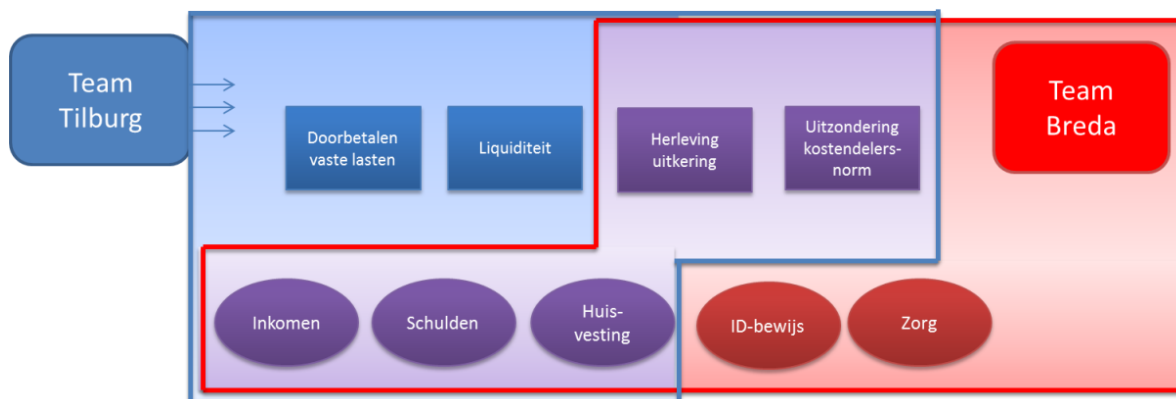 Team
Tilburg
Doorbetalen
vaste lasten
Liquiditeit
Herleving
uitkering
Uitzondering
kostendelers-
norm
Team
Breda
Inkomen
Schulden
Huis-
vesting
ID-bewijs
Zorg